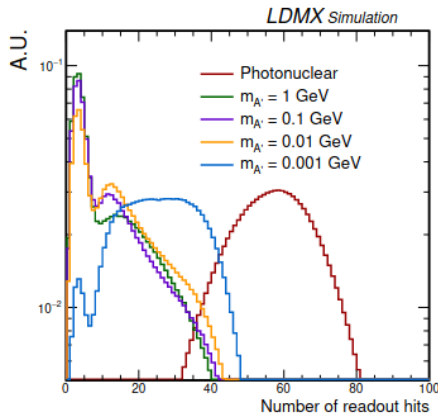 LDMX Simulation
A.U.
10⁻¹
10⁻²
Photonuclear
m_A' = 1 GeV
m_A' = 0.1 GeV
m_A' = 0.01 GeV
m_A' = 0.001 GeV
0 20 40 60 80 100
Number of readout hits